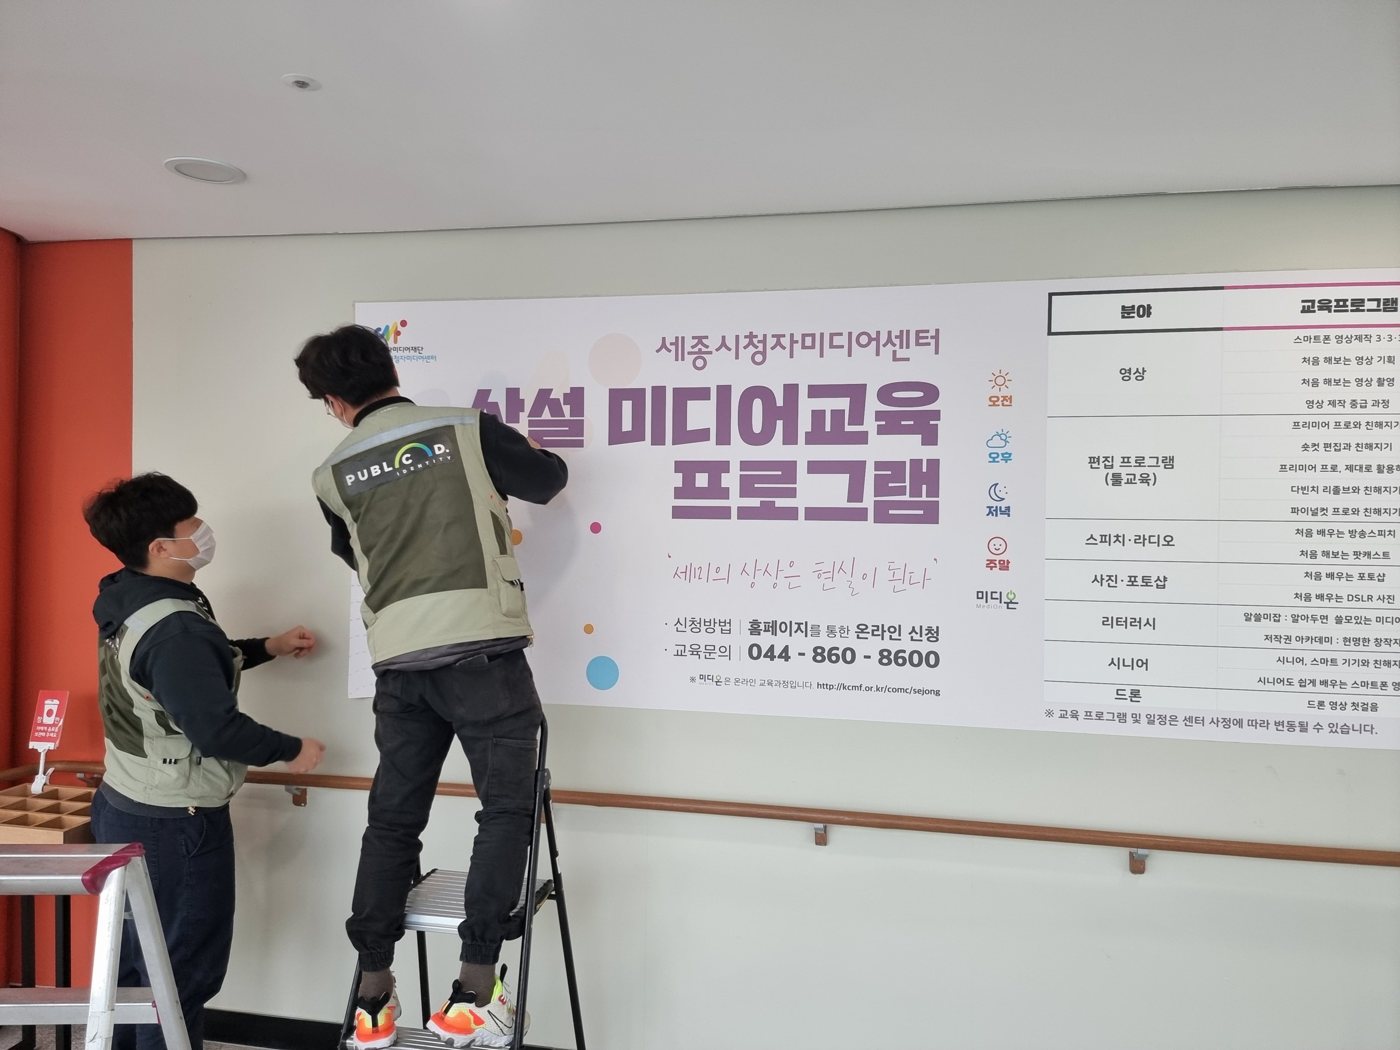 PUBLIC D.
IDENTITY
미디어재단
청자미디어센터
세종시청자미디어센터
상설 미디어교육
프로그램
'세미의 상상은 현실이 된다'
· 신청방법 | 홈페이지를 통한 온라인 신청
· 교육문의 | 044 - 860 - 8600
※ 미디온은 온라인 교육과정입니다. http://kcmf.or.kr/comc/sejong
오전
오후
저녁
주말
미디온
MediOn
분야 교육프로그램
영상
스마트폰 영상제작 3·3·
처음 해보는 영상 기획
처음 해보는 영상 촬영
영상 제작 중급 과정
편집 프로그램
(툴교육)
프리미어 프로와 친해지기
숏컷 편집과 친해지기
프리미어 프로, 제대로 활용
다빈치 리졸브와 친해지기
파이널컷 프로와 친해지기
스피치·라디오
처음 배우는 방송스피치
처음 해보는 팟캐스트
사진·포토샵
처음 배우는 포토샵
처음 배우는 DSLR 사진
리터러시
알쓸미잡 : 알아두면 쓸모있는 미디어
저작권 아카데미 : 현명한 창작자
시니어
시니어, 스마트 기기와 친해지
시니어도 쉽게 배우는 스마트폰 영
드론
드론 영상 첫걸음
※ 교육 프로그램 및 일정은 센터 사정에 따라 변동될 수 있습니다.